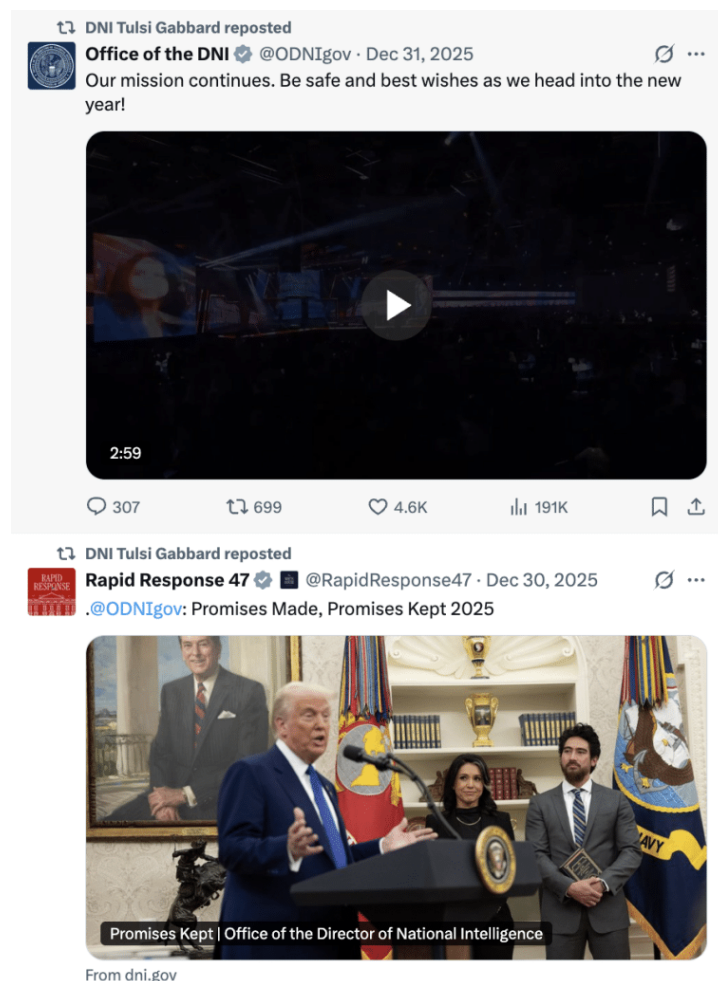 DNI Tulsi Gabbard reposted
Office of the DNI @ODNIgov · Dec 31, 2025
Our mission continues. Be safe and best wishes as we head into the new
year!
2:59
307 699 4.6K 191K
DNI Tulsi Gabbard reposted
RAPID
RESPONSE
Rapid Response 47 @RapidResponse47 · Dec 30, 2025
.@ODNIgov: Promises Made, Promises Kept 2025
NAVY
Promises Kept | Office of the Director of National Intelligence
From dni.gov